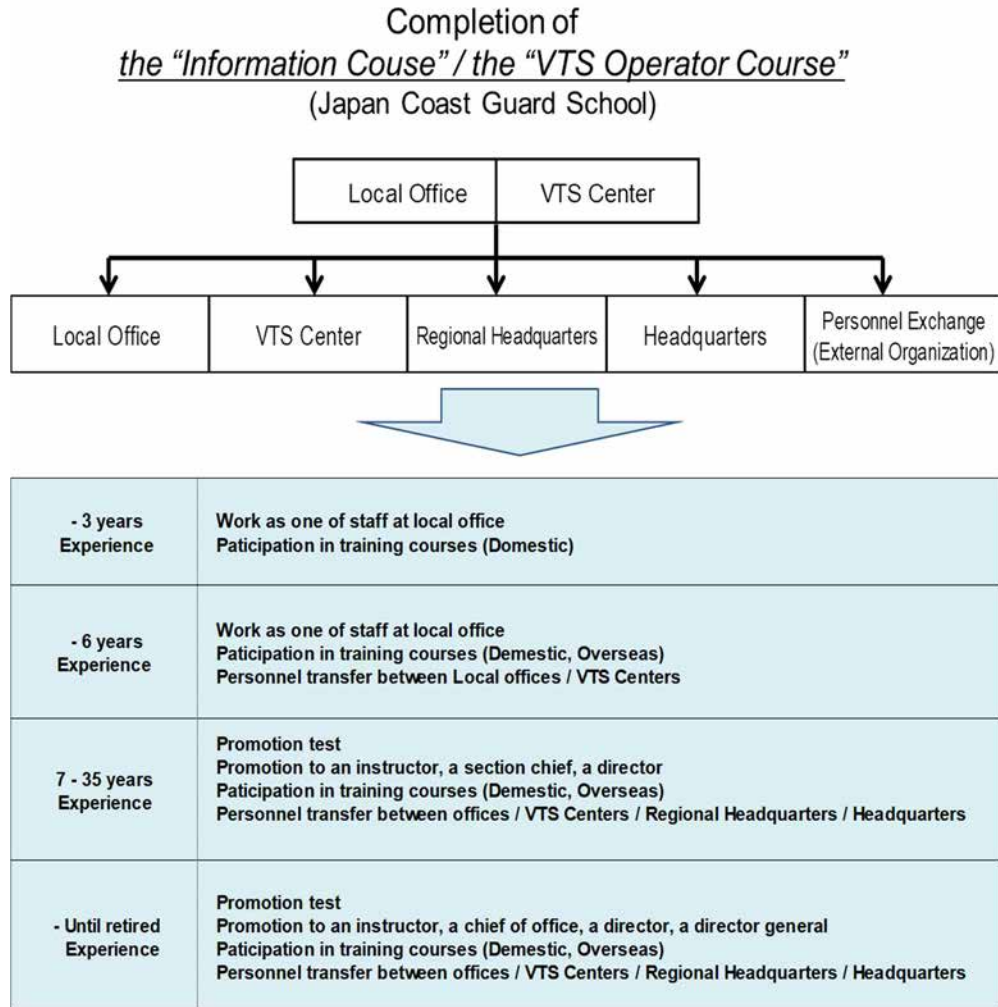 Completion of
the “Information Couse” / the “VTS Operator Course”
(Japan Coast Guard School)
Local Office
VTS Center
Local Office
VTS Center
Regional Headquarters
Headquarters
Personnel Exchange
(External Organization)
- 3 years
Experience
Work as one of staff at local office
Paticipation in training courses (Domestic)
- 6 years
Experience
Work as one of staff at local office
Paticipation in training courses (Demestic, Overseas)
Personnel transfer between Local offices / VTS Centers
7 - 35 years
Experience
Promotion test
Promotion to an instructor, a section chief, a director
Paticipation in training courses (Demestic, Overseas)
Personnel transfer between offices / VTS Centers / Regional Headquarters / Headquarters
- Until retired
Experience
Promotion test
Promotion to an instructor, a chief of office, a director, a director general
Paticipation in training courses (Demestic, Overseas)
Personnel transfer between offices / VTS Centers / Regional Headquarters / Headquarters